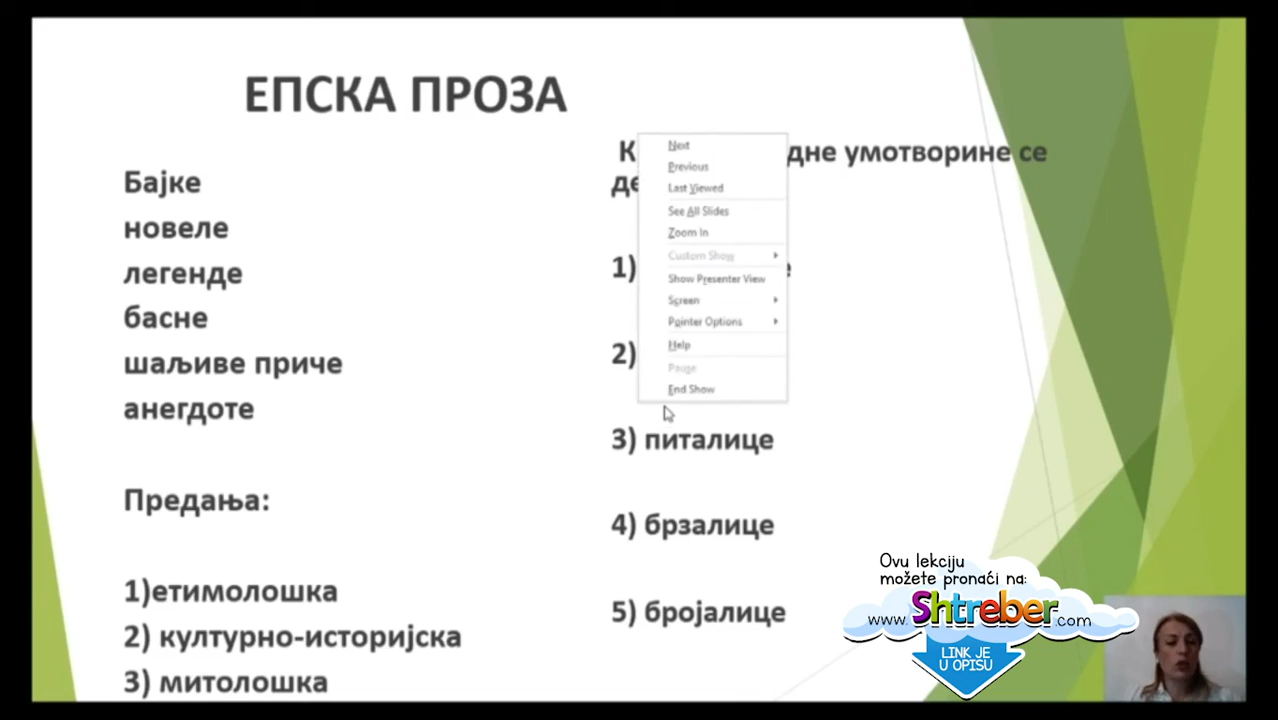 ЕПСКА ПРОЗА
Бајке
новеле
легенде
басне
шаљиве приче
анегдоте
Предања:
1)етимолошка
2) културно-историјска
3) митолошка
умотворине се
1)
2)
3) питалице
4) брзалице
5) бројалице
Next
Previous
Last Viewed
See All Slides
Zoom In
Custom Show
Show Presenter View
Screen
Pointer Options
Help
Pause
End Show
Ovu lekciju
možete pronaći na:
www.Shtreber.com
LINK JE
U OPISU